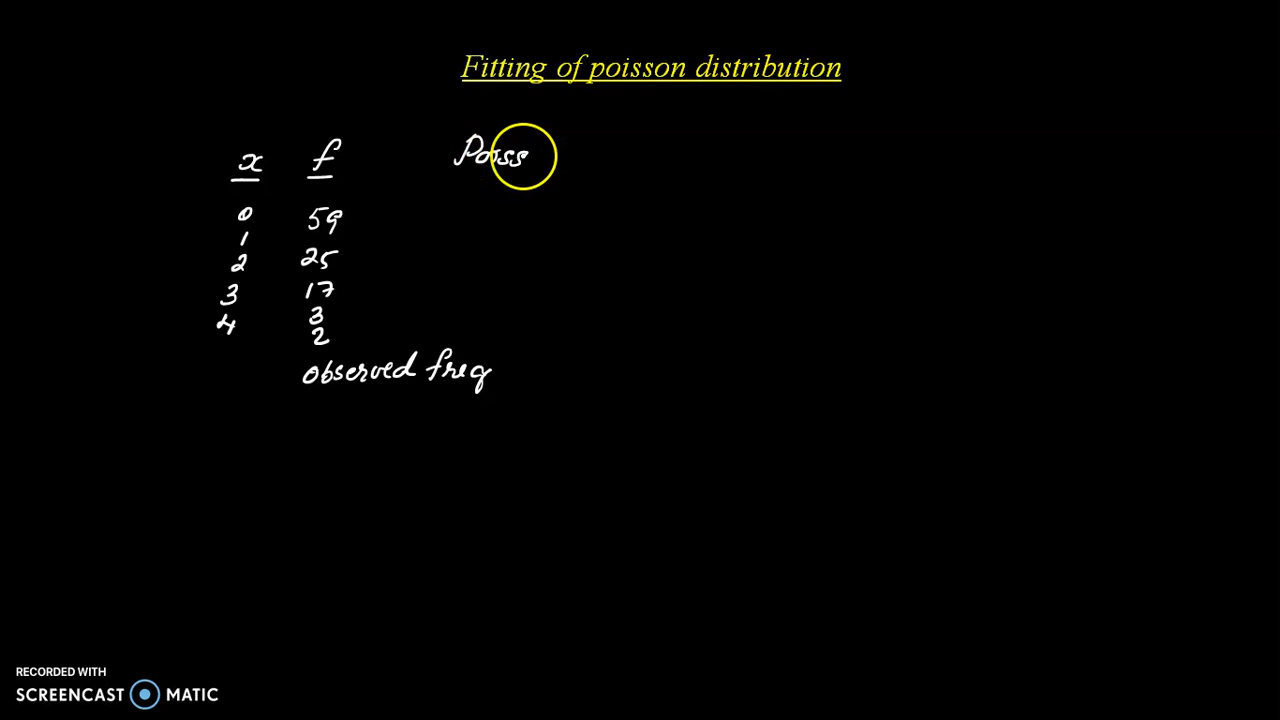 Fitting of poisson distribution
x f Poiss
0 59
1
2 25
3 17
3
4
2
observed freq
RECORDED WITH
SCREENCAST MATIC